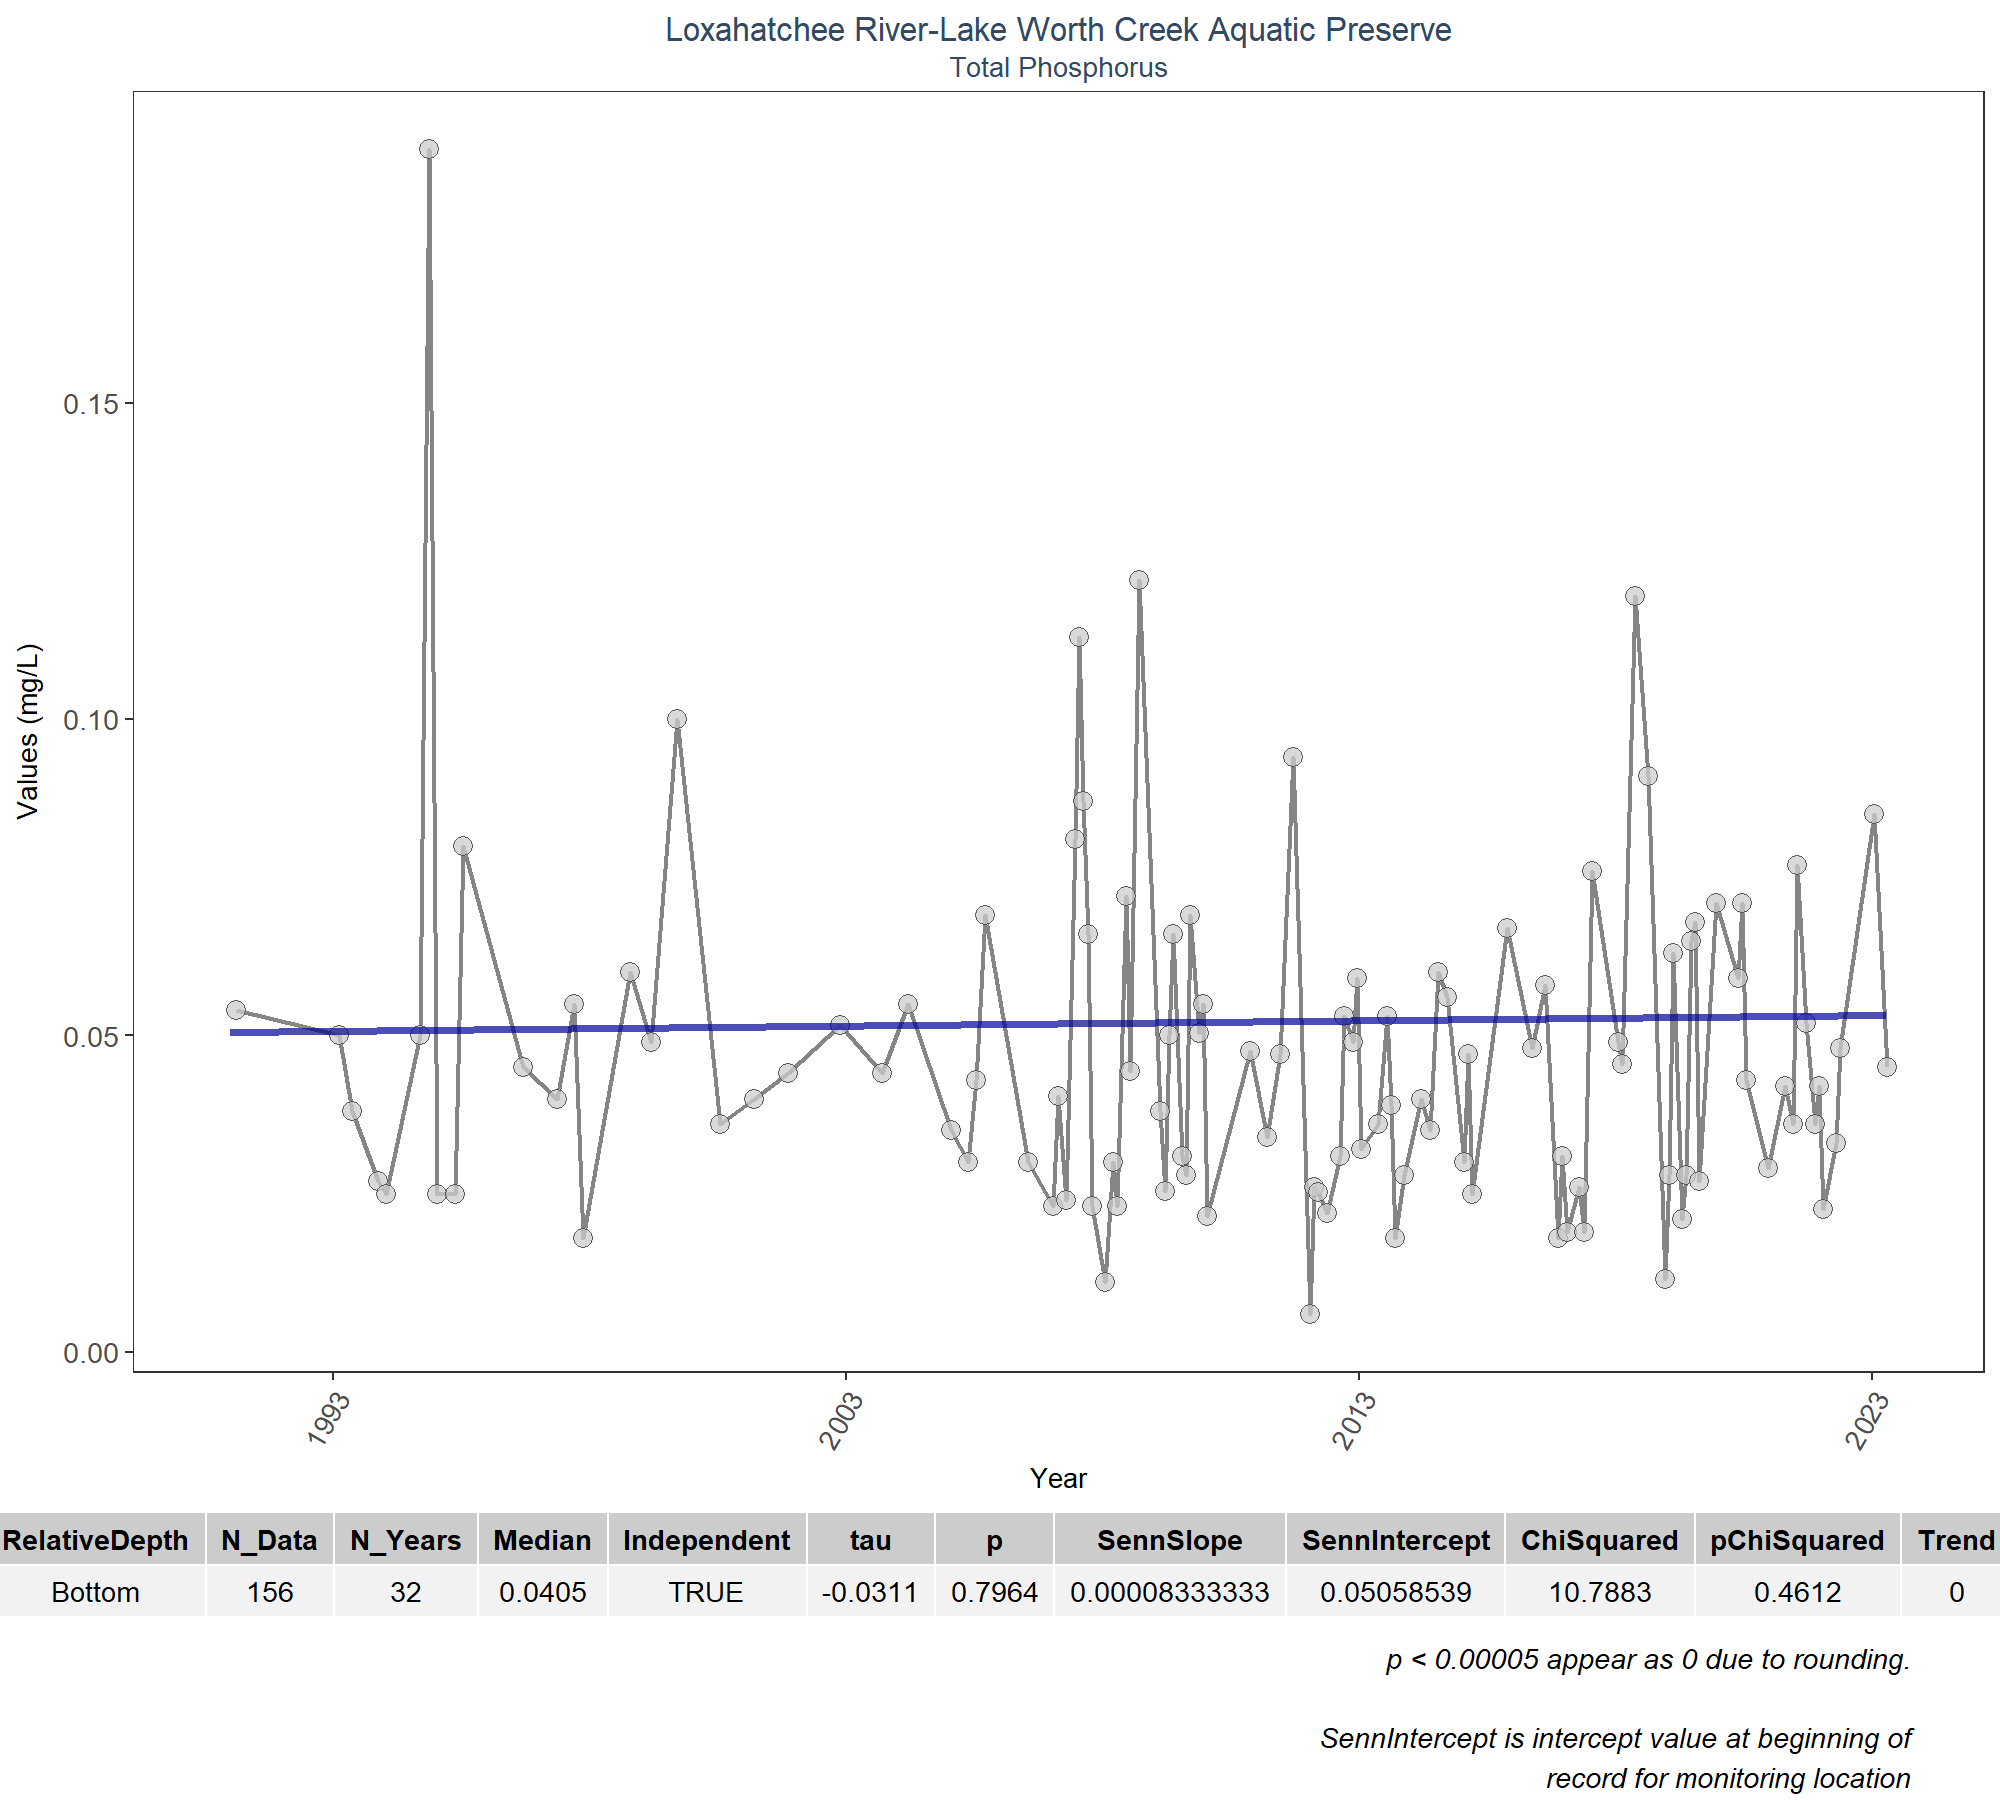 Loxahatchee River-Lake Worth Creek Aquatic Preserve
Total Phosphorus
Values (mg/L)
0.15
0.10
0.05
0.00
1993 2003 2013 2023
Year
RelativeDepth N_Data N_Years Median Independent tau p SennSlope SennIntercept ChiSquared pChiSquared Trend
Bottom 156 32 0.0405 TRUE -0.0311 0.7964 0.00008333333 0.05058539 10.7883 0.4612 0
p < 0.00005 appear as 0 due to rounding.
SennIntercept is intercept value at beginning of
record for monitoring location